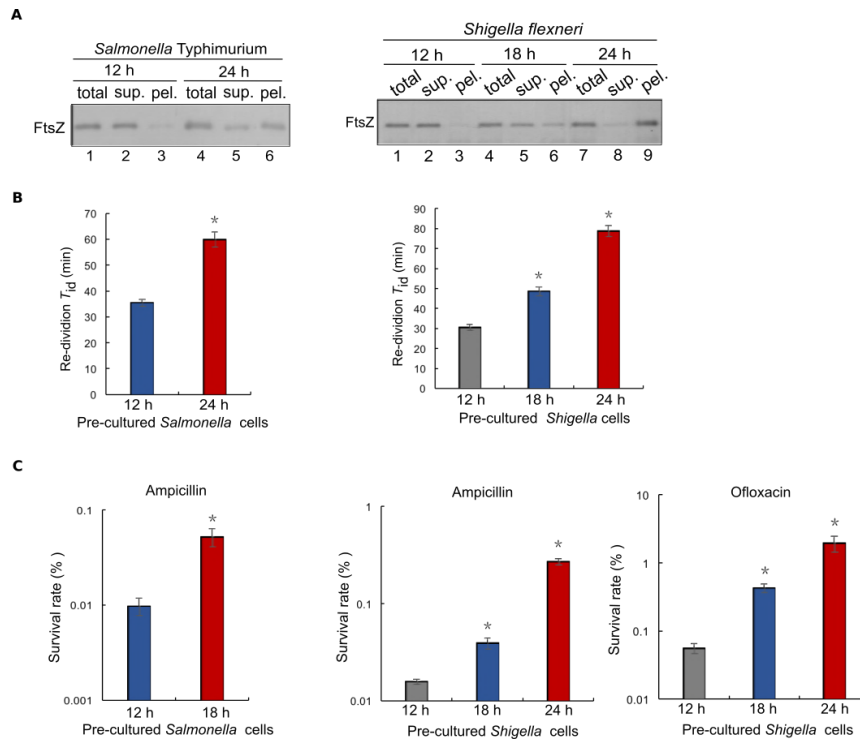 A
Salmonella Typhimurium
12 h 24 h
total sup. pel. total sup. pel.
FtsZ
1 2 3 4 5 6
Shigella flexneri
12 h 18 h 24 h
total sup. pel. total sup. pel. total sup. pel.
FtsZ
1 2 3 4 5 6 7 8 9
B
Re-dividion Tid (min)
70
60
50
40
30
20
10
0
*
12 h 24 h
Pre-cultured Salmonella cells
Re-dividion Tid (min)
90
80
70
60
50
40
30
20
10
0
*
*
12 h 18 h 24 h
Pre-cultured Shigella cells
C
Ampicillin
Survival rate (% )
0.1
0.01
0.001
*
12 h 18 h
Pre-cultured Salmonella cells
Ampicillin
Survival rate (% )
1
0.1
0.01
*
*
12 h 18 h 24 h
Pre-cultured Shigella cells
Ofloxacin
Survival rate (% )
10
1
0.1
0.01
*
*
12 h 18 h 24 h
Pre-cultured Shigella cells